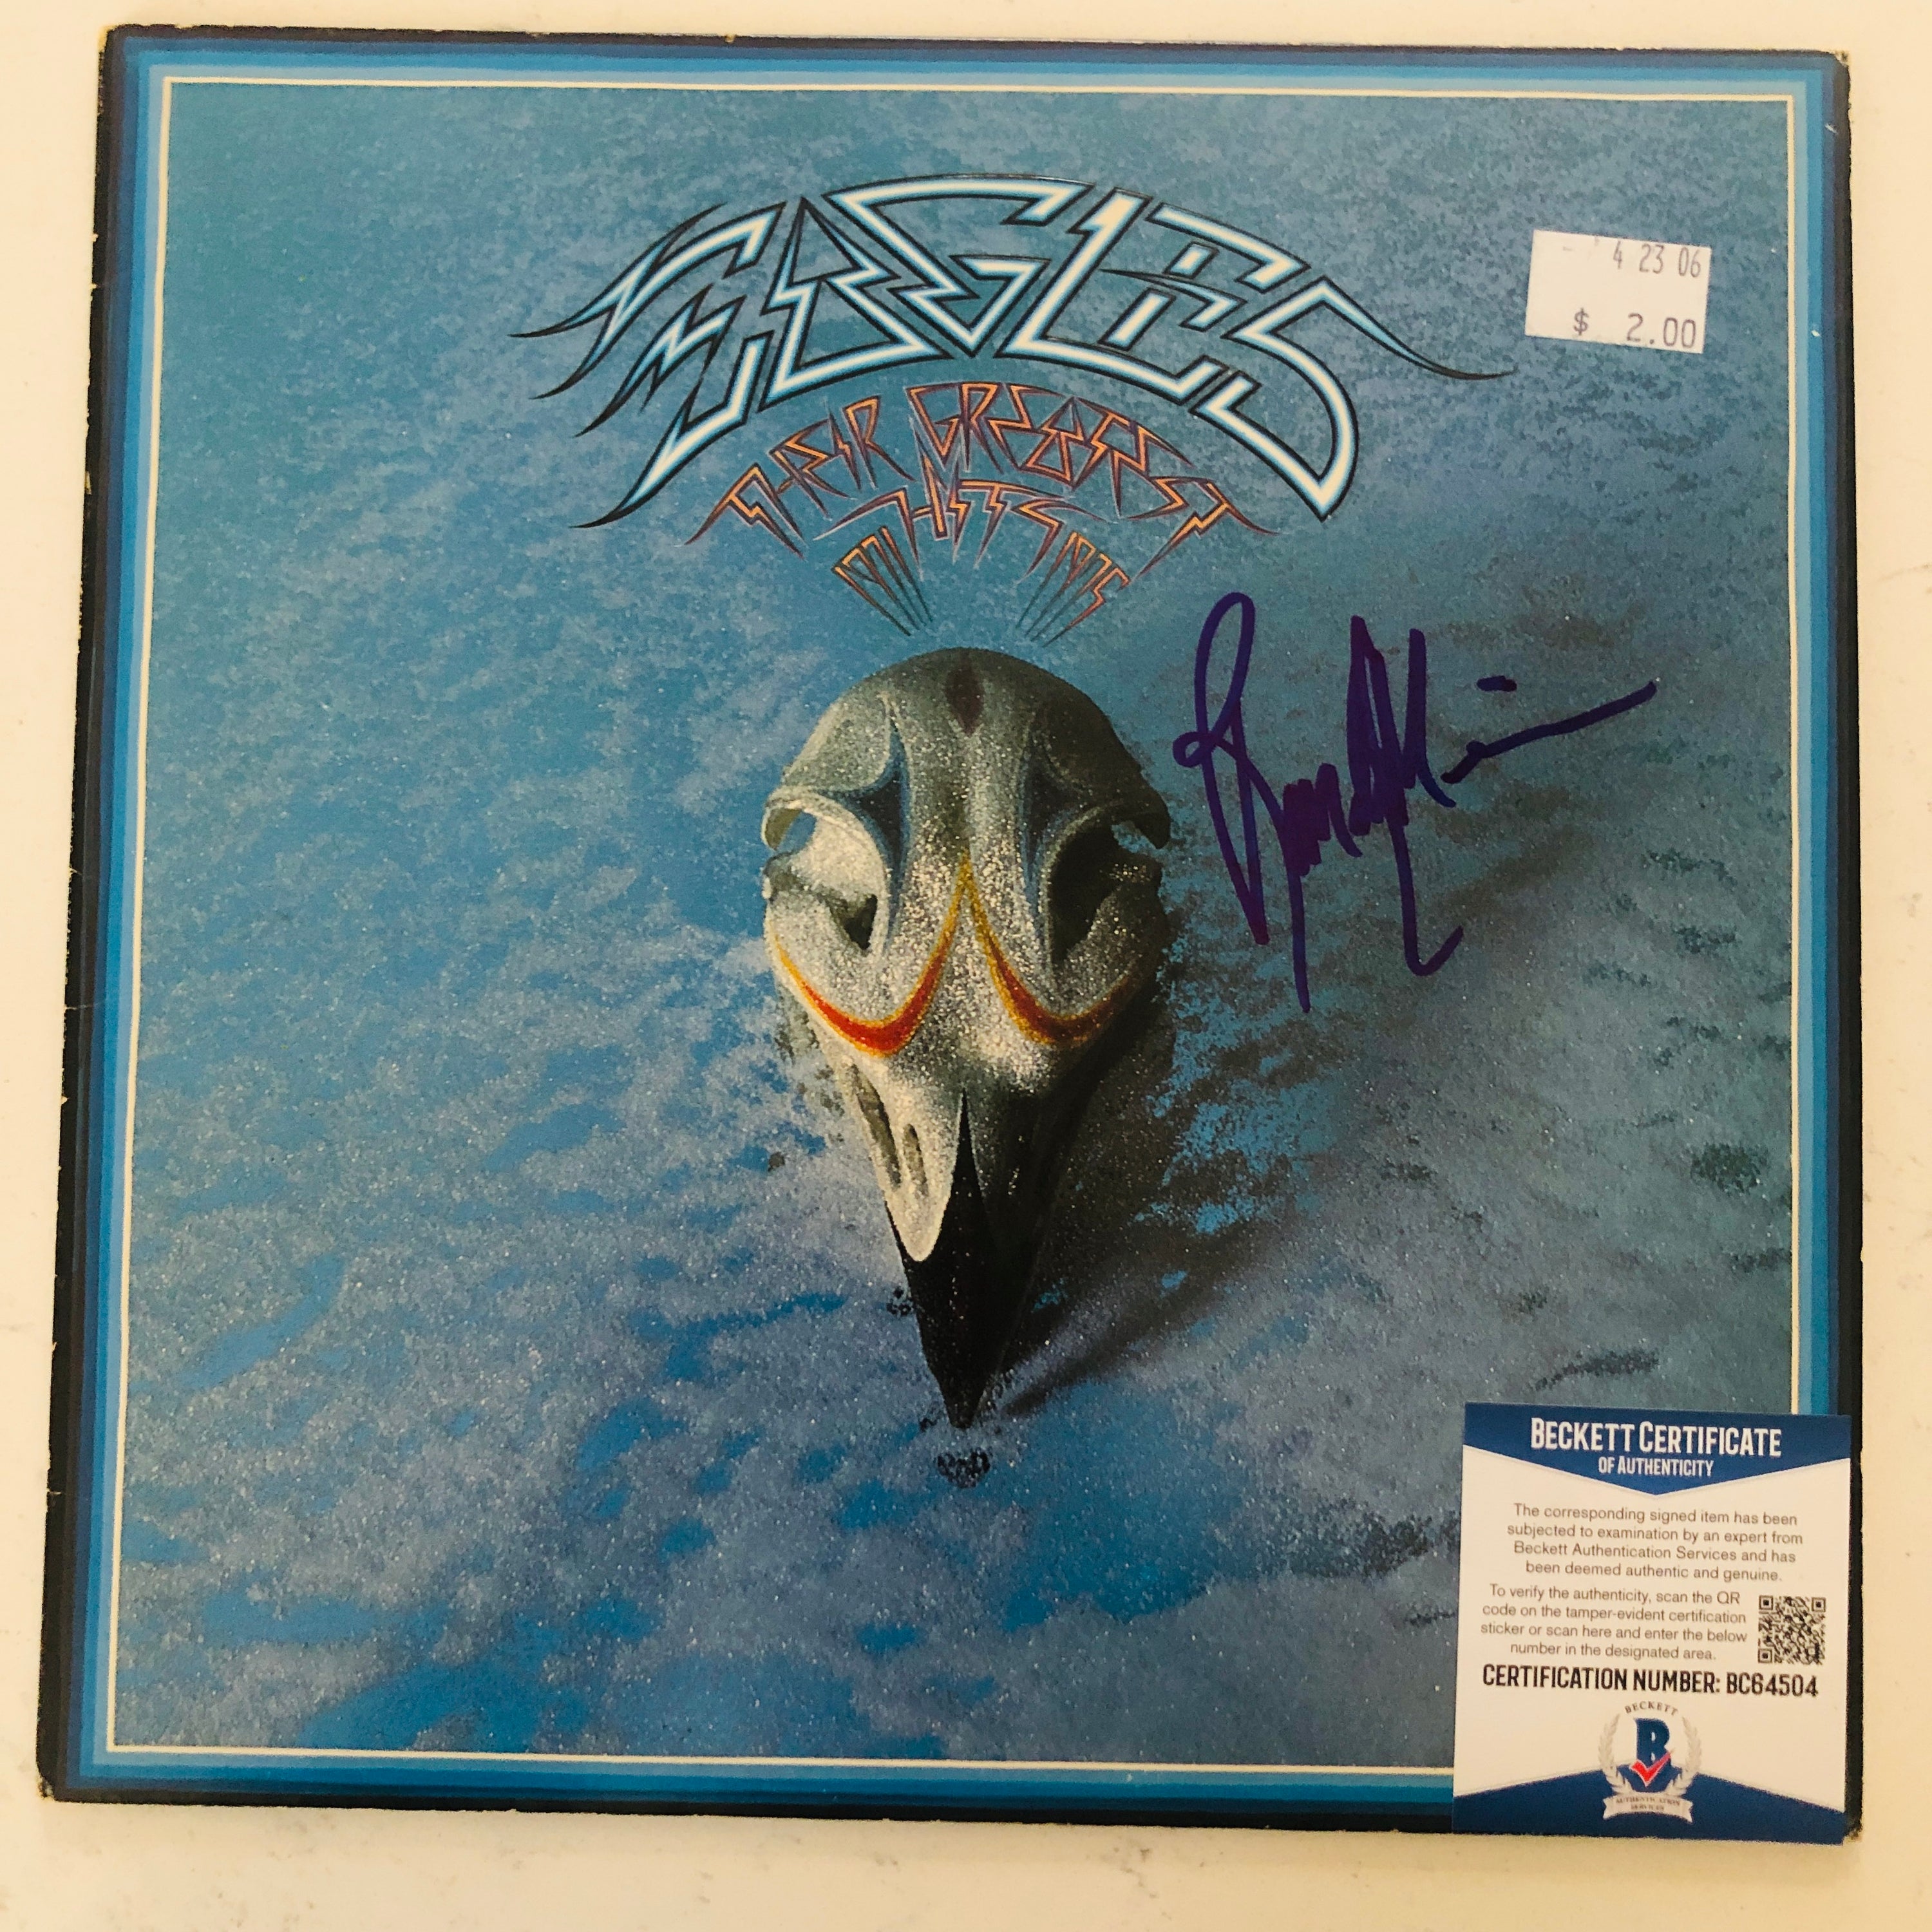 EAGLES
4 23 06
$ 2.00
THEIR GREATEST
HITS
1971 1975
BECKETT CERTIFICATE
OF AUTHENTICITY
The corresponding signed item has been
subjected to examination by an expert from
Beckett Authentication Services and has
been deemed authentic and genuine.
To verify the authenticity, scan the QR
code on the tamper-evident certification
sticker or scan here and enter the below
number in the designated area.
CERTIFICATION NUMBER: BC64504
BECKETT
B
AUTHENTICATION
SERVICES